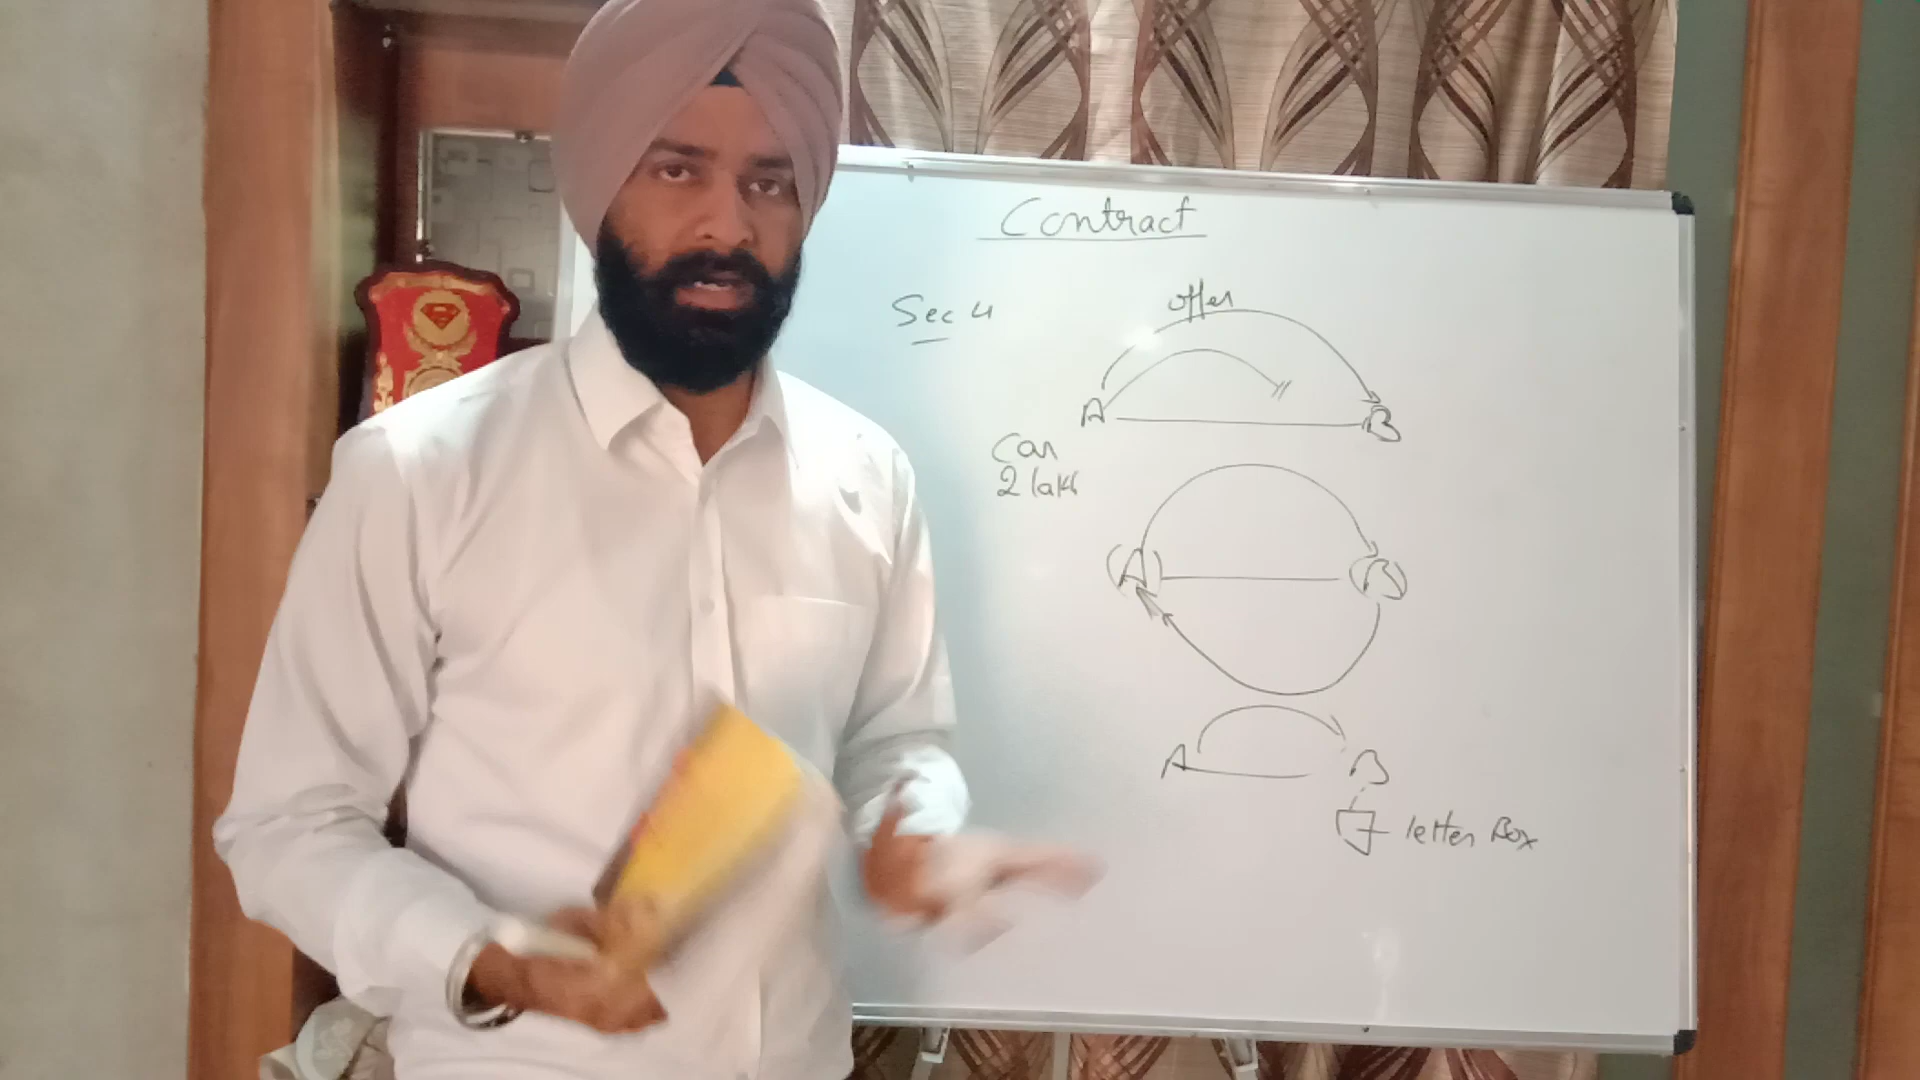 Contract
Sec 4
offer
A B
Car
2 lakh
A B
A B
letter Box